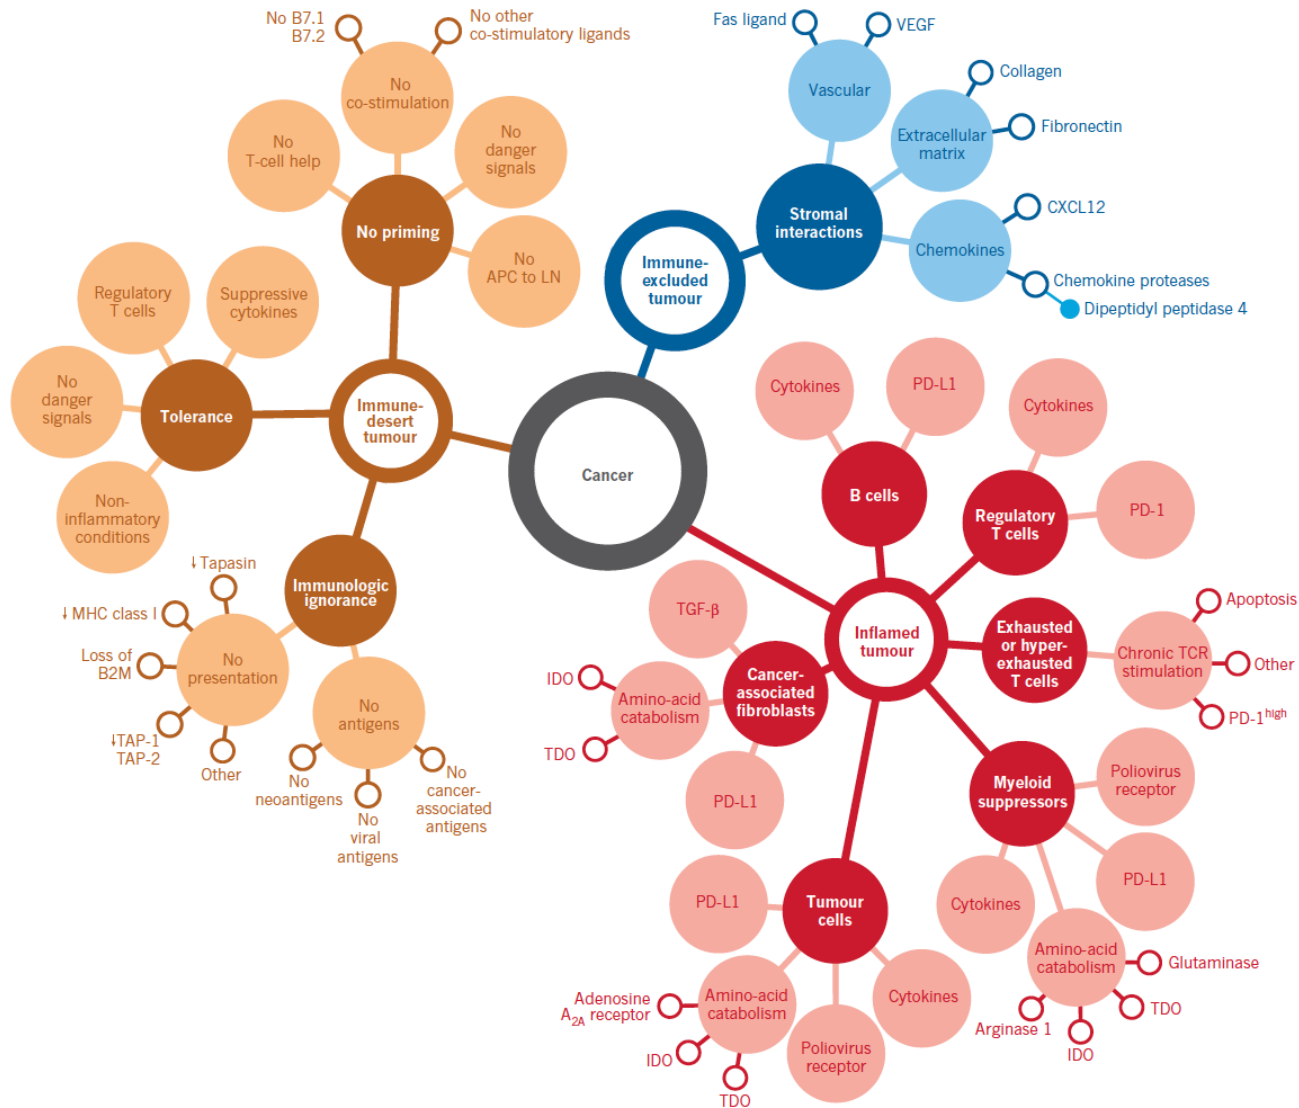 No B7.1
B7.2
No other
co-stimulatory ligands
No
co-stimulation
No
T-cell help
No
danger
signals
No priming
No
APC to LN
Regulatory
T cells
Suppressive
cytokines
No
danger
signals
Tolerance
Non-
inflammatory
conditions
Immune-
desert
tumour
Immunologic
ignorance
↓Tapasin
↓MHC class I
Loss of
B2M
↓TAP-1
TAP-2
Other
No
presentation
No
antigens
No
neoantigens
No
viral
antigens
No
cancer-
associated
antigens
Cancer
Immune-
excluded
tumour
Stromal
interactions
Fas ligand
VEGF
Vascular
Collagen
Extracellular
matrix
Fibronectin
CXCL12
Chemokines
Chemokine proteases
Dipeptidyl peptidase 4
Inflamed
tumour
Cytokines
PD-L1
B cells
Cytokines
Regulatory
T cells
PD-1
Exhausted
or hyper-
exhausted
T cells
Chronic TCR
stimulation
Apoptosis
Other
PD-1high
Myeloid
suppressors
Poliovirus
receptor
PD-L1
Cytokines
Amino-acid
catabolism
Glutaminase
TDO
IDO
Arginase 1
TGF-β
Cancer-
associated
fibroblasts
Amino-acid
catabolism
IDO
TDO
PD-L1
Tumour
cells
PD-L1
Amino-acid
catabolism
Adenosine
A2A receptor
IDO
TDO
Poliovirus
receptor
Cytokines